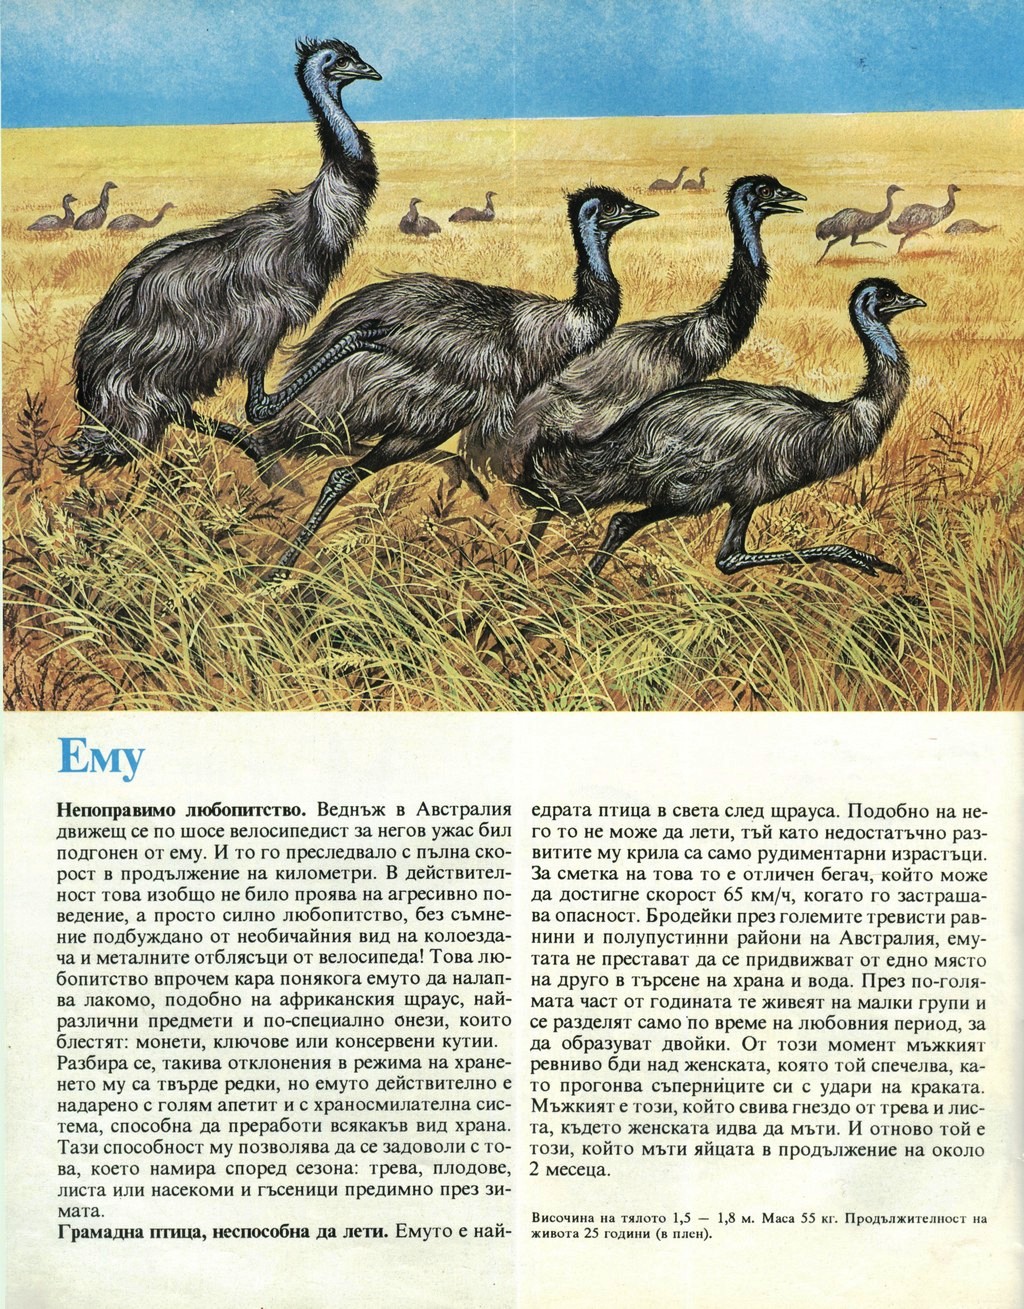 Ему
Непоправимо любопитство. Веднъж в Австралия
движещ се по шосе велосипедист за негов ужас бил
подгонен от ему. И то го преследвало с пълна ско-
рост в продължение на километри. В действител-
ност това изобщо не било проява на агресивно по-
ведение, а просто силно любопитство, без съмне-
ние подбуждано от необичайния вид на колоезда-
ча и металните отблясъци от велосипеда! Това лю-
бопитство впрочем кара понякога емуто да налап-
ва лакомо, подобно на африканския щраус, най-
различни предмети и по-специално онези, които
блестят: монети, ключове или консервени кутии.
Разбира се, такива отклонения в режима на хране-
нето му са твърде редки, но емуто действително е
надарено с голям апетит и с храносмилателна сис-
тема, способна да преработи всякакъв вид храна.
Тази способност му позволява да се задоволи с то-
ва, което намира според сезона: трева, плодове,
листа или насекоми и гъсеници предимно през зи-
мата.
Грамадна птица, неспособна да лети. Емуто е най-
едрата птица в света след щрауса. Подобно на не-
го то не може да лети, тъй като недостатъчно раз-
витите му крила са само рудиментарни израстъци.
За сметка на това то е отличен бегач, който може
да достигне скорост 65 км/ч, когато го застраша-
ва опасност. Бродейки през големите тревисти рав-
нини и полупустинни райони на Австралия, ему-
тата не престават да се придвижват от едно място
на друго в търсене на храна и вода. През по-голя-
мата част от годината те живеят на малки групи и
се разделят само по време на любовния период, за
да образуват двойки. От този момент мъжкият
ревниво бди над женската, която той спечелва, ка-
то прогонва съперниците си с удари на краката.
Мъжкият е този, който свива гнездо от трева и лис-
та, където женската идва да мъти. И отново той е
този, който мъти яйцата в продължение на около
2 месеца.
Височина на тялото 1,5 — 1,8 м. Маса 55 кг. Продължителност на
живота 25 години (в плен).